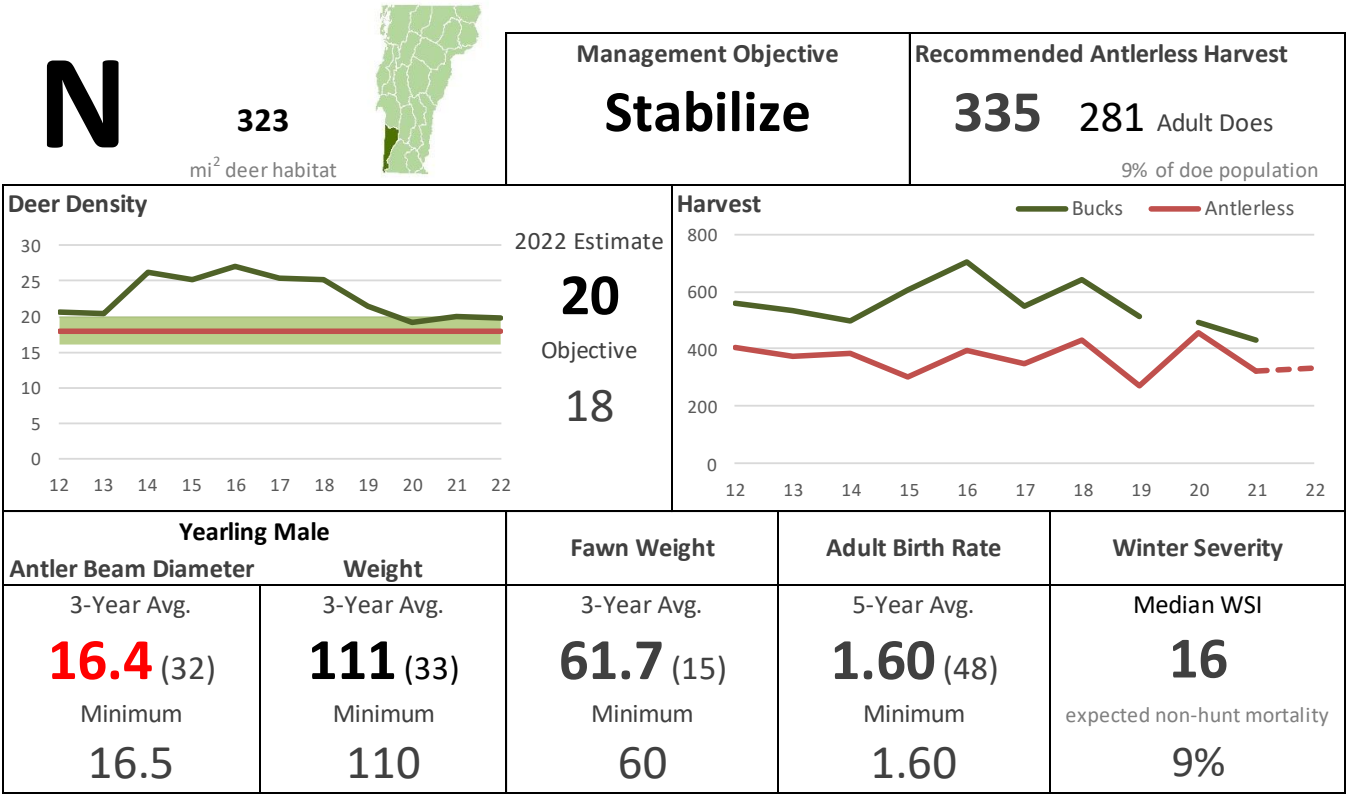 N
323
mi² deer habitat
Management Objective
Stabilize
Recommended Antlerless Harvest
335 281 Adult Does
9% of doe population
Deer Density
30
25
20
15
10
5
0
12 13 14 15 16 17 18 19 20 21 22
2022 Estimate
20
Objective
18
Harvest
Bucks Antlerless
800
600
400
200
0
12 13 14 15 16 17 18 19 20 21 22
Yearling Male
Antler Beam Diameter Weight
Fawn Weight
Adult Birth Rate
Winter Severity
3-Year Avg. 3-Year Avg. 3-Year Avg. 5-Year Avg. Median WSI
16.4 (32) 111 (33) 61.7 (15) 1.60 (48) 16
Minimum Minimum Minimum Minimum expected non-hunt mortality
16.5 110 60 1.60 9%